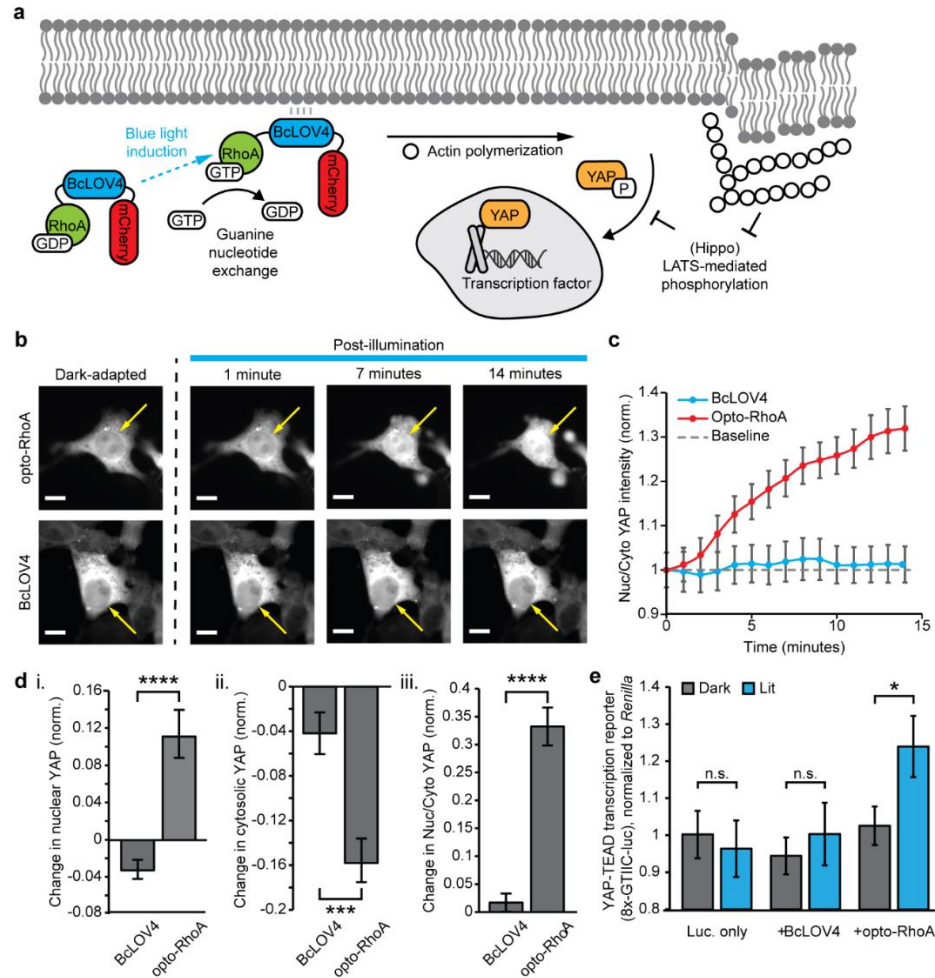 a
Blue light
induction
BcLOV4
RhoA
GDP
mCherry
BcLOV4
RhoA
GTP
mCherry
GTP
GDP
Guanine
nucleotide
exchange
Actin polymerization
YAP
P
YAP
Transcription factor
(Hippo)
LATS-mediated
phosphorylation
b
Post-illumination
Dark-adapted
1 minute
7 minutes
14 minutes
opto-RhoA
BcLOV4
c
Nuc/Cyto YAP intensity (norm.)
1.4
1.3
1.2
1.1
1
0.9
BcLOV4
Opto-RhoA
Baseline
0
5
10
15
Time (minutes)
d
i.
Change in nuclear YAP (norm.)
0.16
0.12
0.08
0.04
0
-0.04
-0.08
****
BcLOV4
opto-RhoA
ii.
Change in cytosolic YAP (norm.)
0
-0.04
-0.08
-0.12
-0.16
-0.2
***
BcLOV4
opto-RhoA
iii.
Change in Nuc/Cyto YAP (norm.)
0.4
0.35
0.3
0.25
0.2
0.15
0.1
0.05
0
****
BcLOV4
opto-RhoA
e
YAP-TEAD transcription reporter
(8x-GTIIC-luc), normalized to Renilla
1.4
1.3
1.2
1.1
1
0.9
0.8
Dark
Lit
n.s.
n.s.
*
Luc. only
+BcLOV4
+opto-RhoA